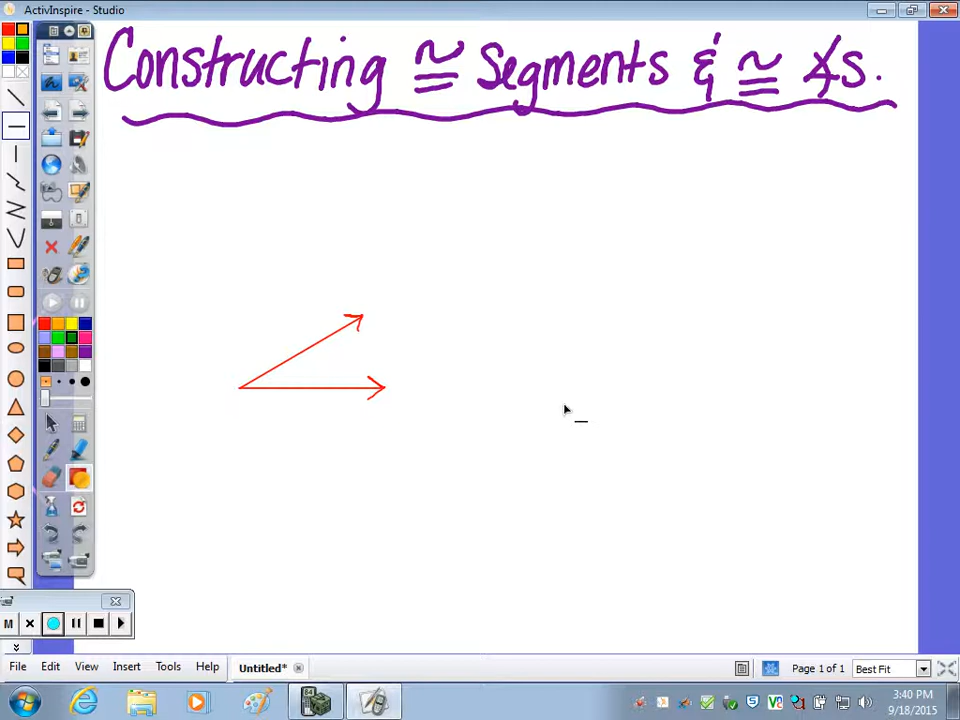 ActivInspire - Studio
Constructing ≅ Segments & ≅ ∡s.
M
File Edit View Insert Tools Help Untitled* Page 1 of 1 Best Fit
3:40 PM
9/18/2015